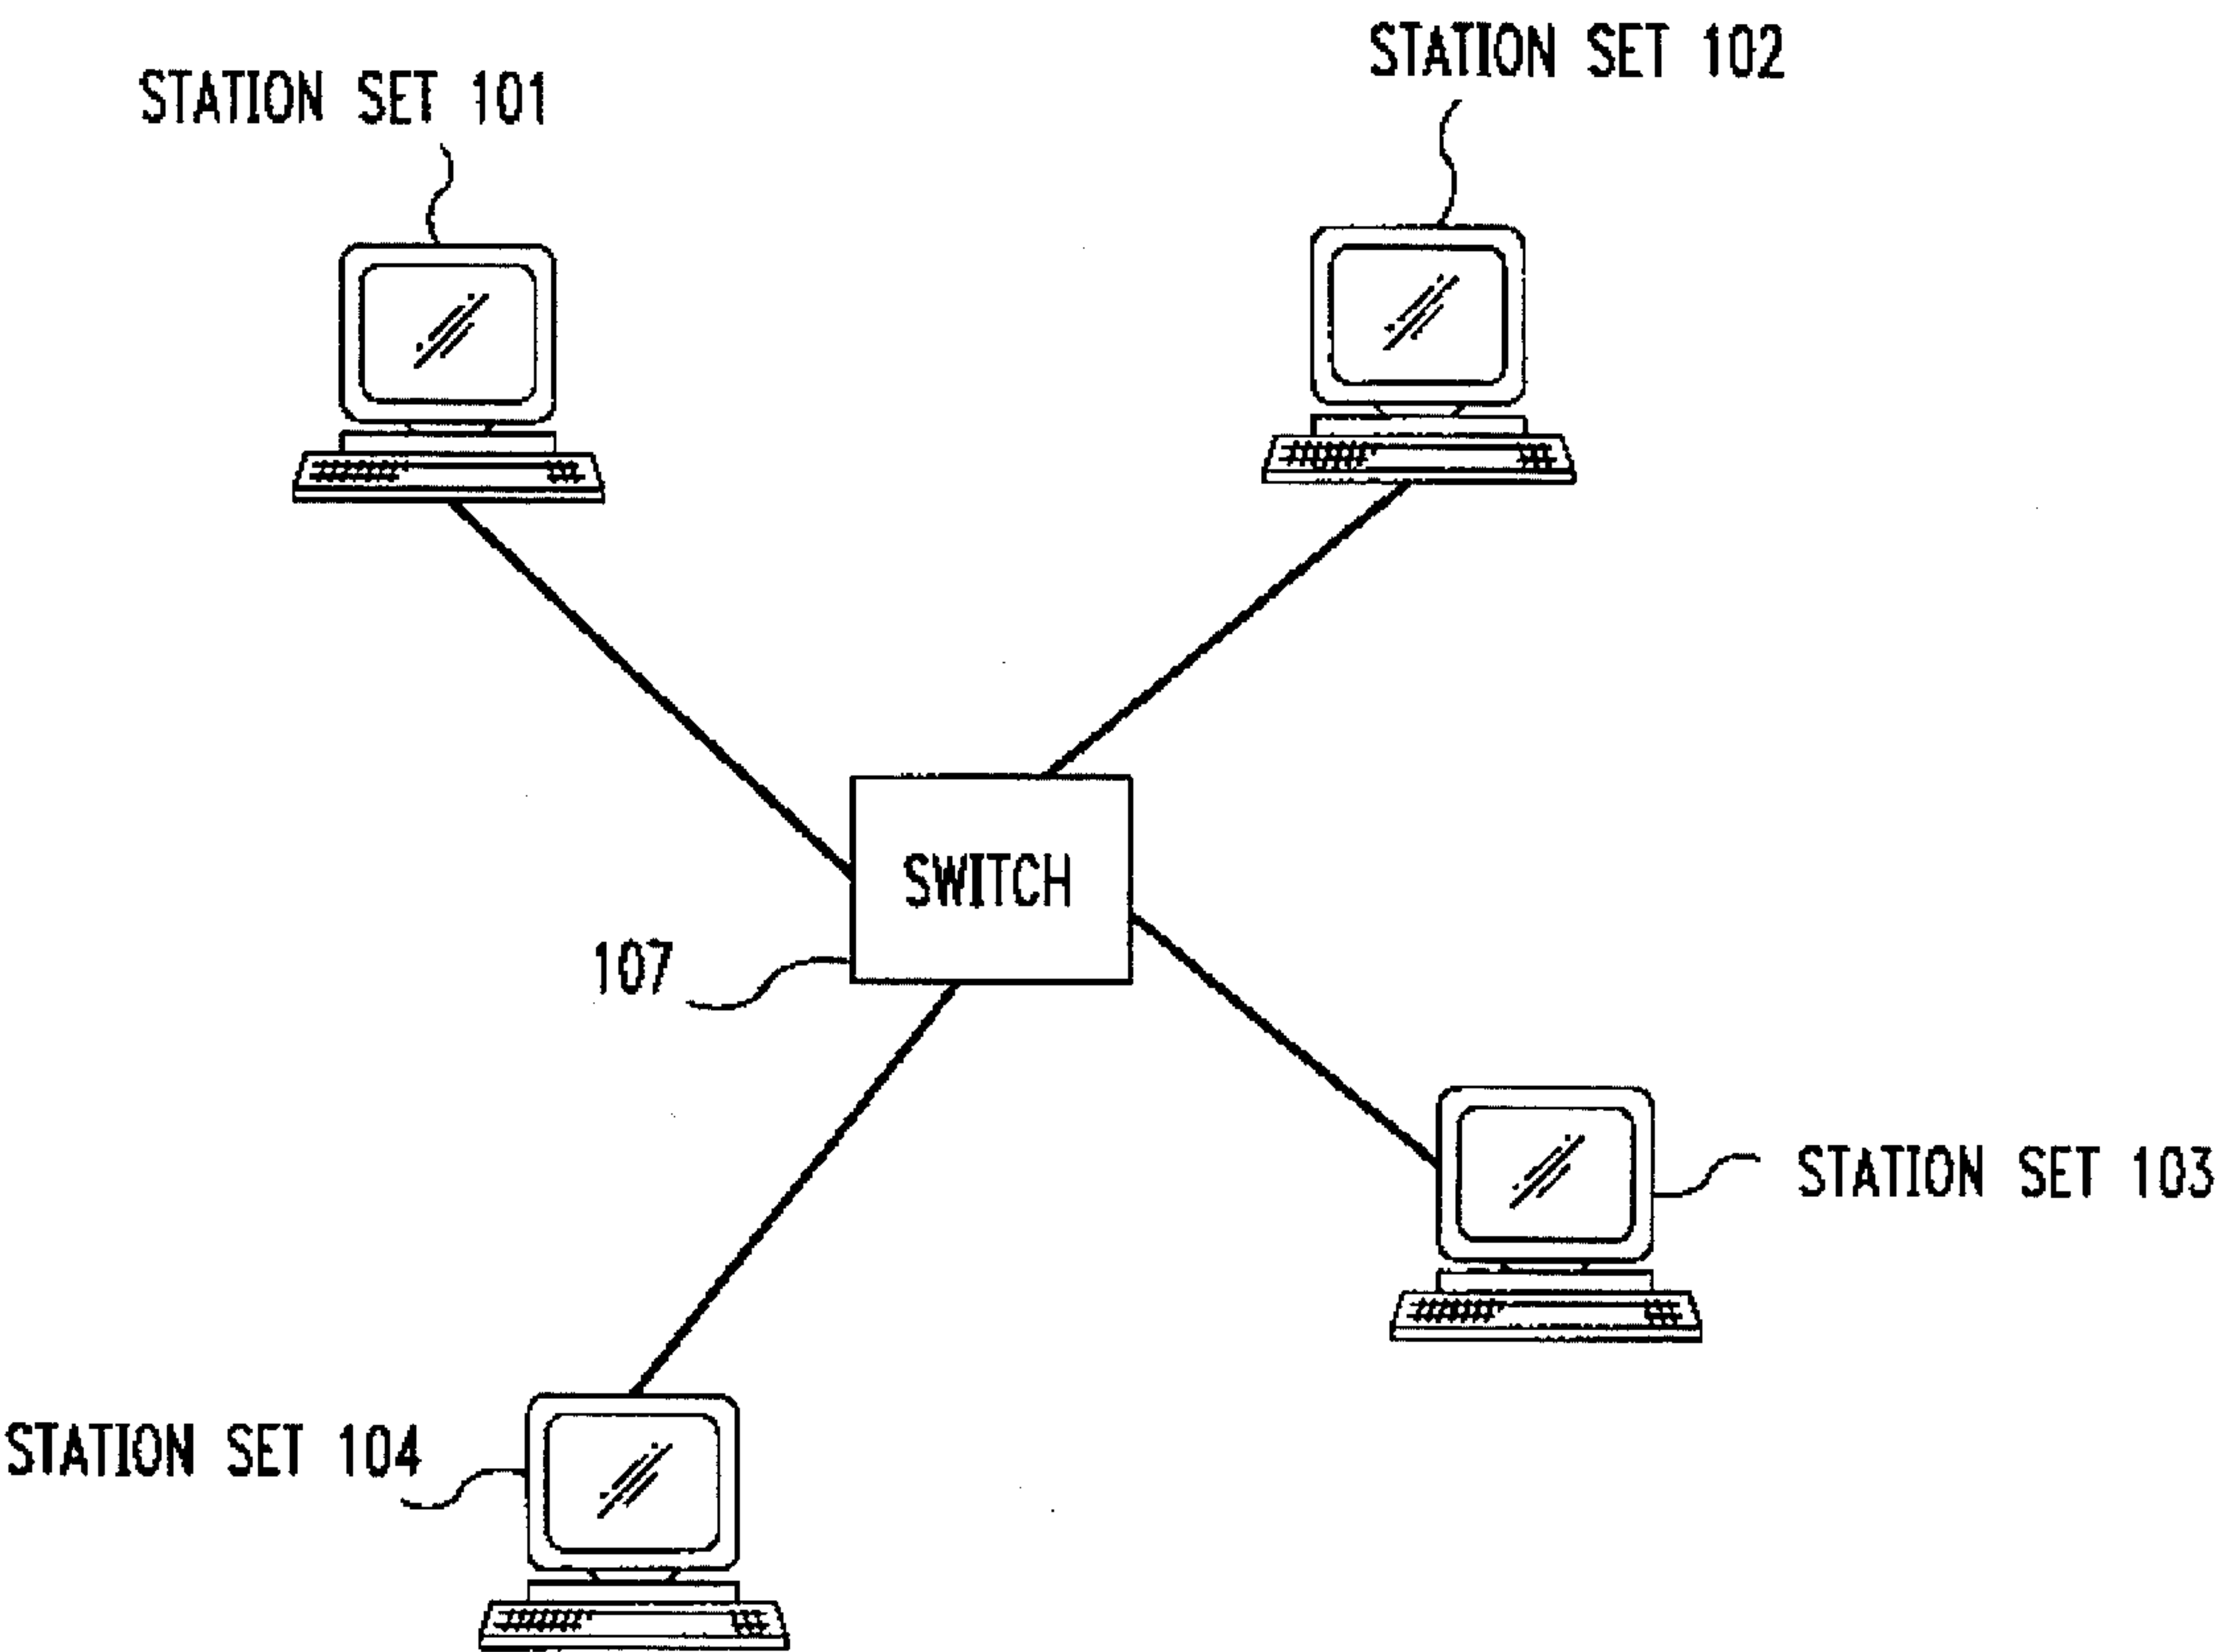 STATION SET 102
STATION SET 101
SWITCH
107
STATION SET 103
STATION SET 104